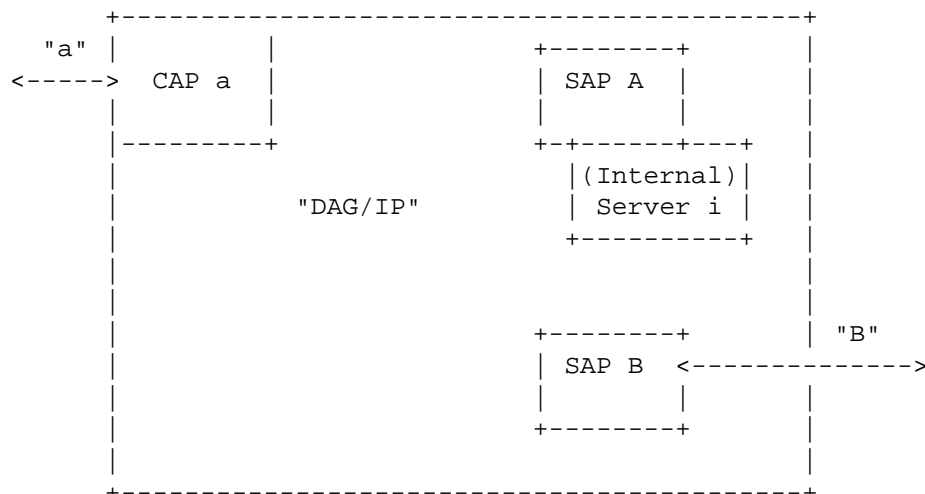 "a"
CAP a
SAP A
(Internal)
"DAG/IP" Server i
"B"
SAP B